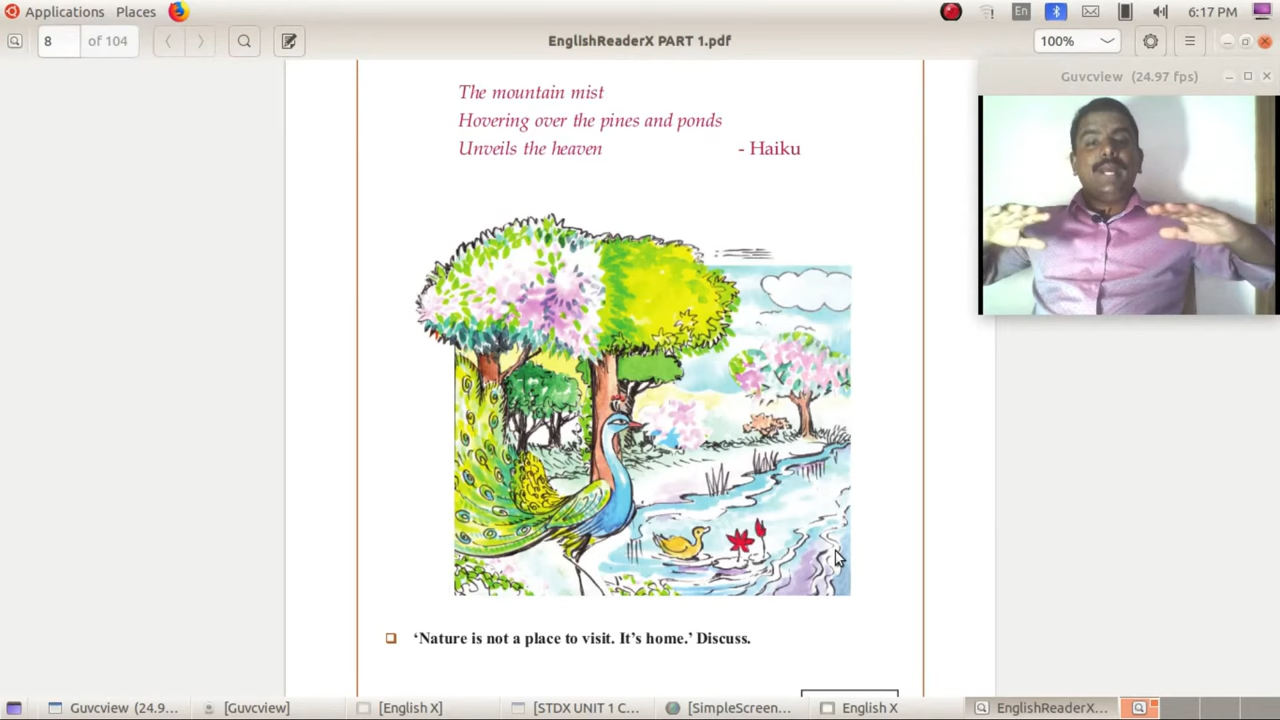 Applications Places En 6:17 PM
8 of 104 EnglishReaderX PART 1.pdf 100%
Guvcview (24.97 fps)
The mountain mist
Hovering over the pines and ponds
Unveils the heaven - Haiku
‘Nature is not a place to visit. It’s home.’ Discuss.
Guvcview (24.9... [Guvcview] [English X] [STDX UNIT 1 C... [SimpleScreen... English X EnglishReaderX...